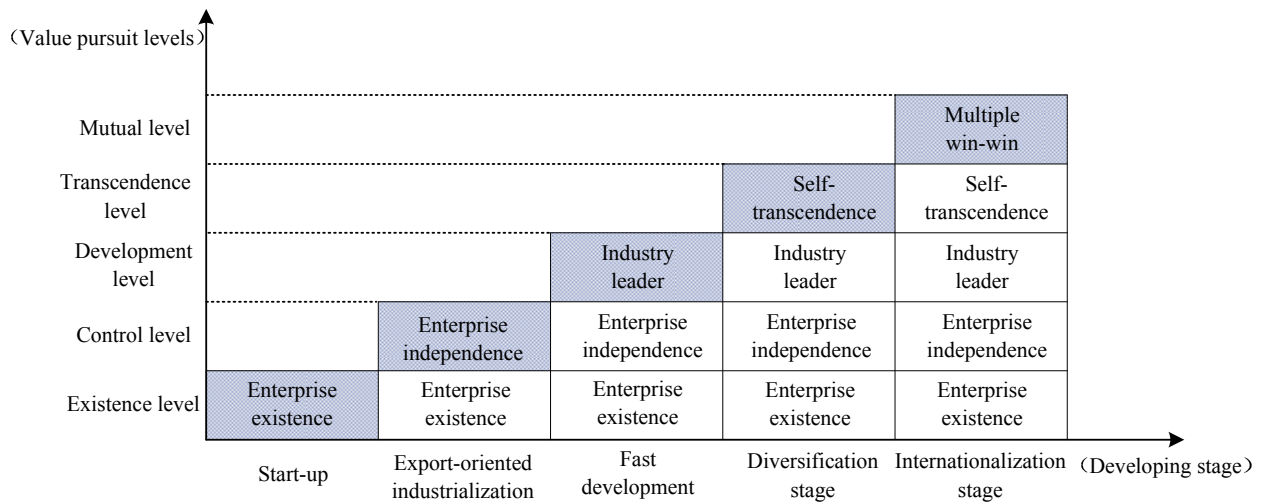 （Value pursuit levels）
Mutual level
Multiple
win-win
Transcendence
level
Self-
transcendence
Self-
transcendence
Development
level
Industry
leader
Industry
leader
Industry
leader
Control level
Enterprise
independence
Enterprise
independence
Enterprise
independence
Enterprise
independence
Existence level
Enterprise
existence
Enterprise
existence
Enterprise
existence
Enterprise
existence
Enterprise
existence
Start-up
Export-oriented
industrialization
Fast
development
Diversification
stage
Internationalization
stage
（Developing stage）